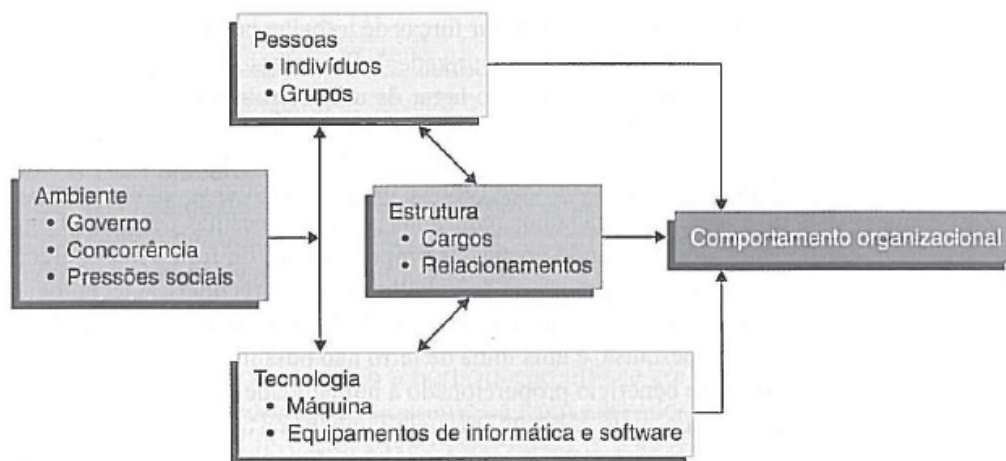 Pessoas
• Indivíduos
• Grupos
Ambiente
• Governo
• Concorrência
• Pressões sociais
Estrutura
• Cargos
• Relacionamentos
Comportamento organizacional
Tecnologia
• Máquina
• Equipamentos de informática e software